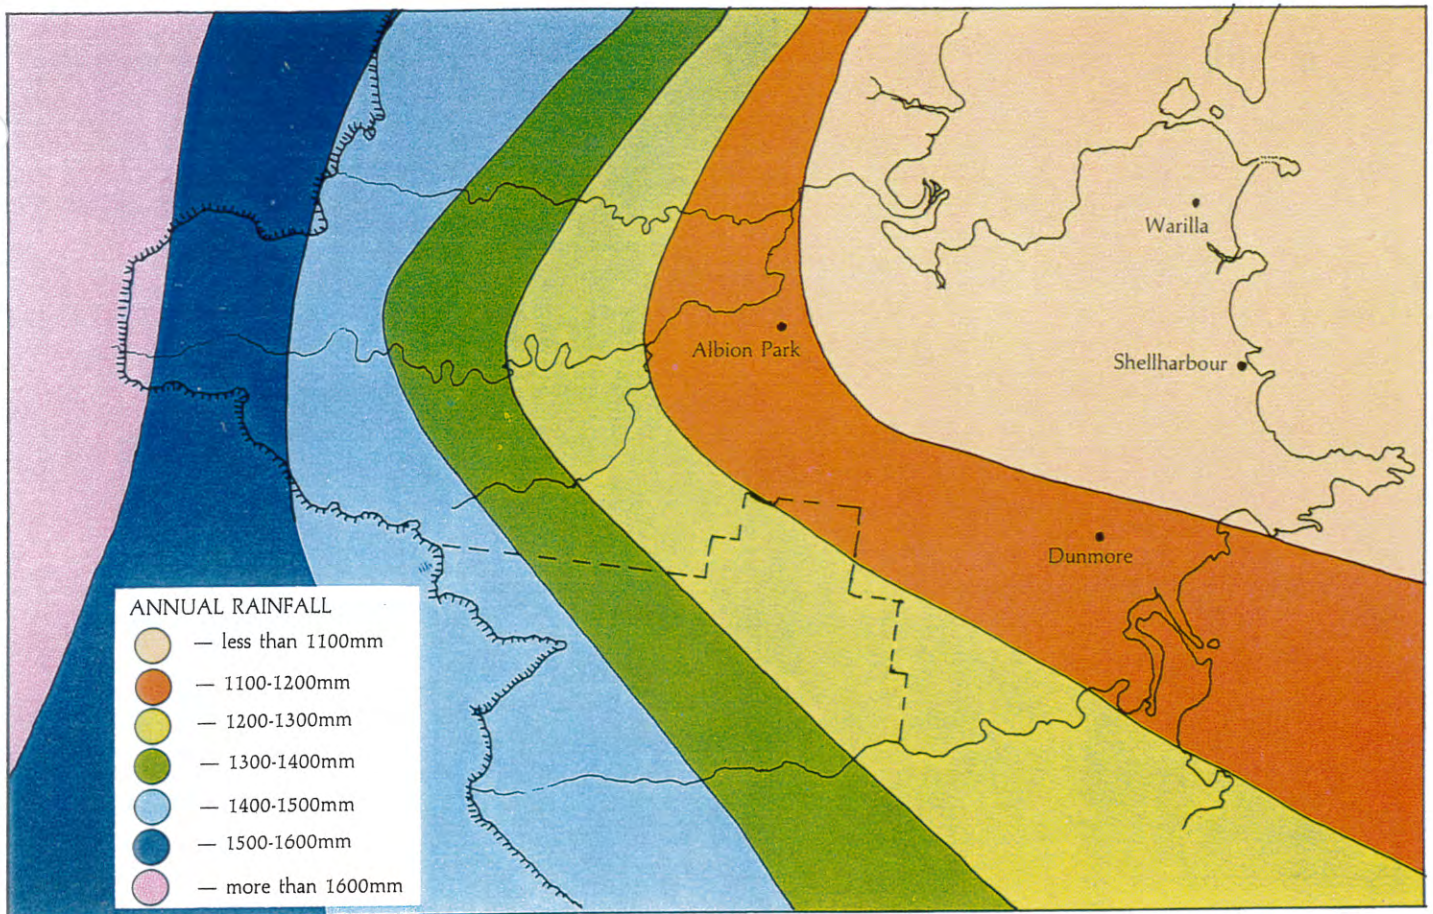 Warilla
Albion Park
Shellharbour
Dunmore
ANNUAL RAINFALL
— less than 1100mm
— 1100-1200mm
— 1200-1300mm
— 1300-1400mm
— 1400-1500mm
— 1500-1600mm
— more than 1600mm